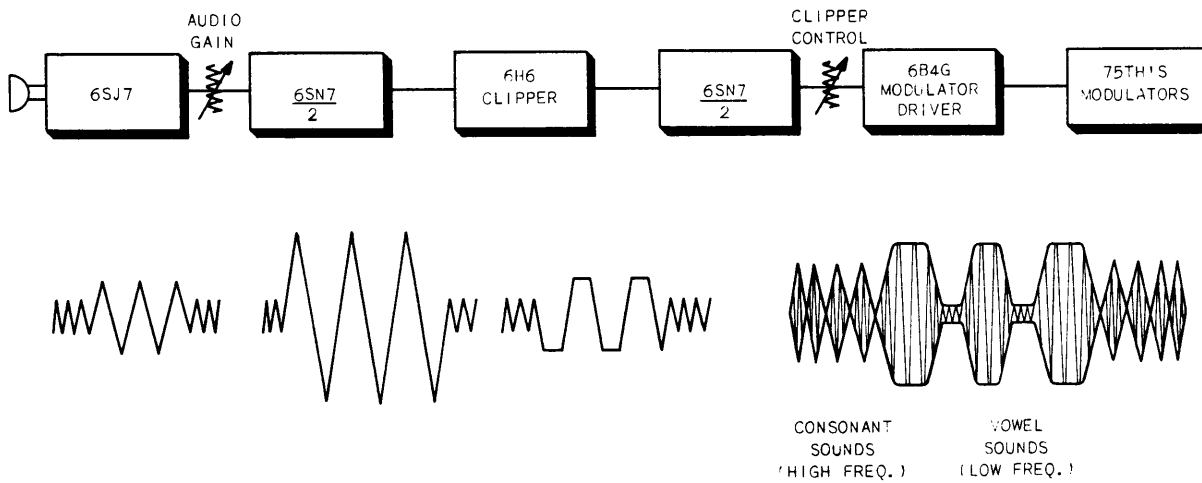 AUDIO
GAIN
CLIPPER
CONTROL
6SJ7
6SN7
2
6H6
CLIPPER
6SN7
2
6B4G
MODULATOR
DRIVER
75TH'S
MODULATORS
CONSONANT
SOUNDS
(HIGH FREQ.)
VOWEL
SOUNDS
(LOW FREQ.)